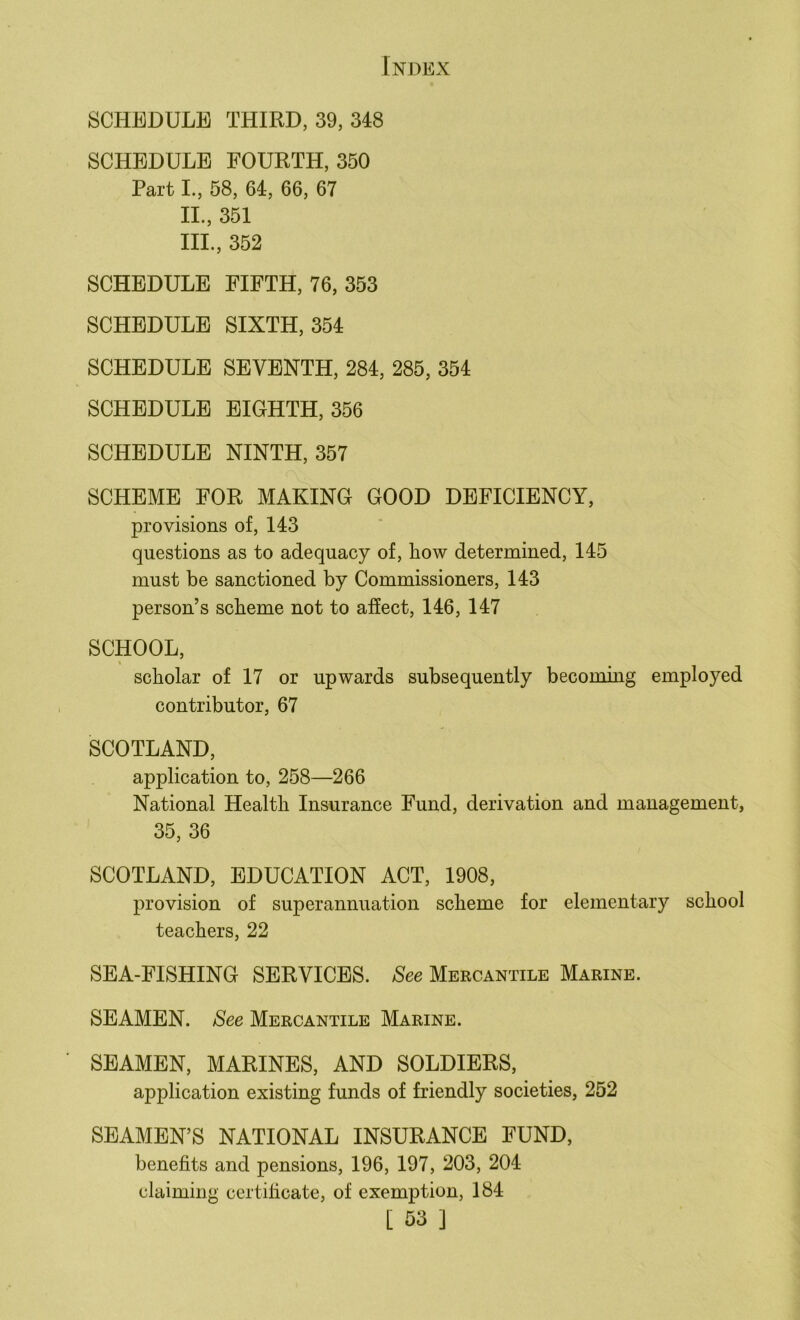 INDEX
SCHEDULE THIRD, 39, 348
SCHEDULE FOURTH, 350
Part I., 58, 64, 66, 67
II., 351
III., 352
SCHEDULE FIFTH, 76, 353
SCHEDULE SIXTH, 354
SCHEDULE SEVENTH, 284, 285, 354
SCHEDULE EIGHTH, 356
SCHEDULE NINTH, 357
SCHEME FOR MAKING GOOD DEFICIENCY,
provisions of, 143
questions as to adequacy of, how determined, 145
must be sanctioned by Commissioners, 143
person's scheme not to affect, 146, 147
SCHOOL,
scholar of 17 or upwards subsequently becoming employed
contributor, 67
SCOTLAND,
application to, 258—266
National Health Insurance Fund, derivation and management,
35, 36
SCOTLAND, EDUCATION ACT, 1908,
provision of superannuation scheme for elementary school
teachers, 22
SEA-FISHING SERVICES. See MERCANTILE MARINE.
SEAMEN. See MERCANTILE MARINE.
SEAMEN, MARINES, AND SOLDIERS,
application existing funds of friendly societies, 252
SEAMEN'S NATIONAL INSURANCE FUND,
benefits and pensions, 196, 197, 203, 204
claiming certificate, of exemption, 184
[ 53 ]